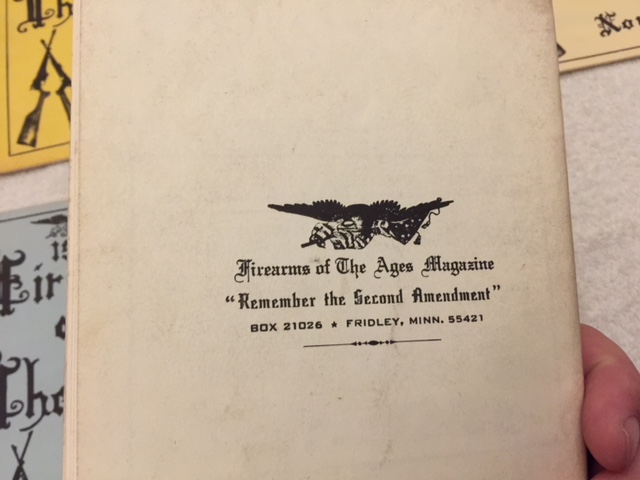 Firearms of The Ages Magazine
"Remember the Second Amendment"
BOX 21026 ★ FRIDLEY, MINN. 55421